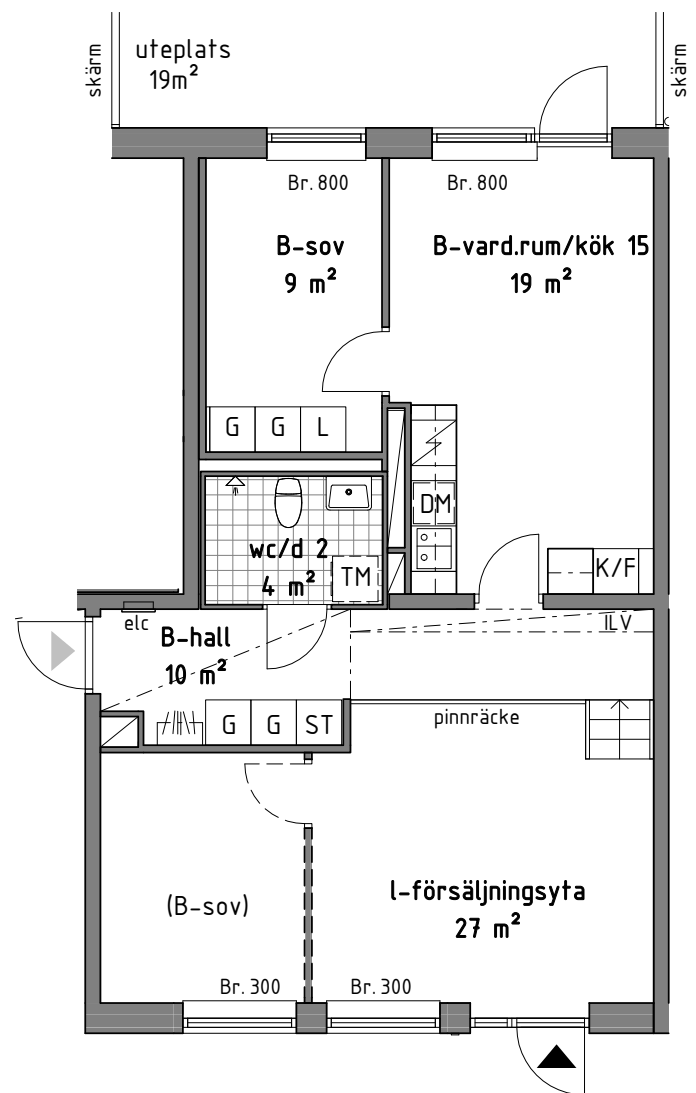 skärm
uteplats
19m²
skärm
Br. 800
Br. 800
B-sov
9 m²
B-vard.rum/kök 15
19 m²
G
G
L
DM
wc/d 2
4 m²
TM
K/F
elc
B-hall
10 m²
ILV
G
G
ST
pinnräcke
(B-sov)
l-försäljningsyta
27 m²
Br. 300
Br. 300